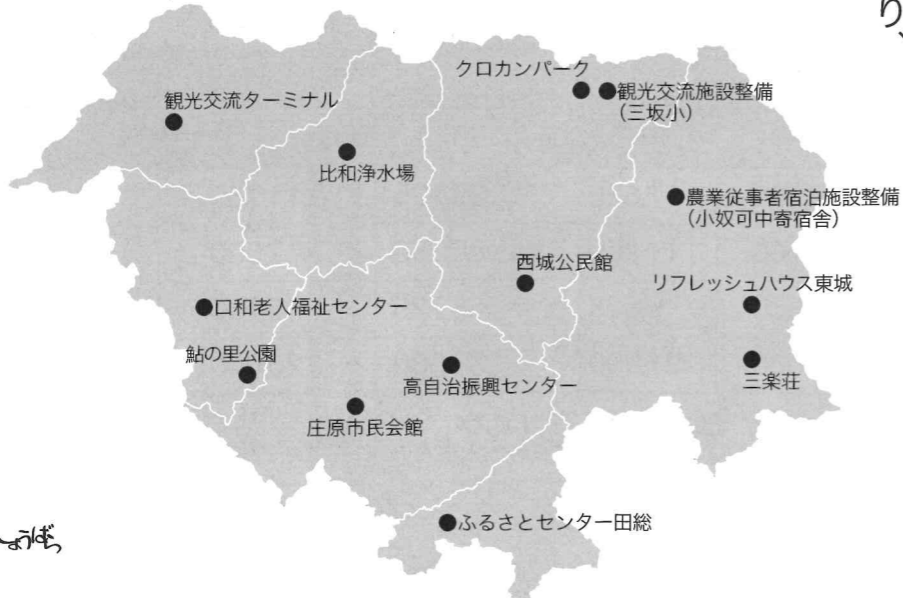 り、
クロカンパーク
観光交流施設整備
（三坂小）
観光交流ターミナル
比和浄水場
農業従事者宿泊施設整備
（小奴可中寄宿舎）
西城公民館
リフレッシュハウス東城
口和老人福祉センター
鮎の里公園
高自治振興センター
三楽荘
庄原市民会館
ふるさとセンター田総